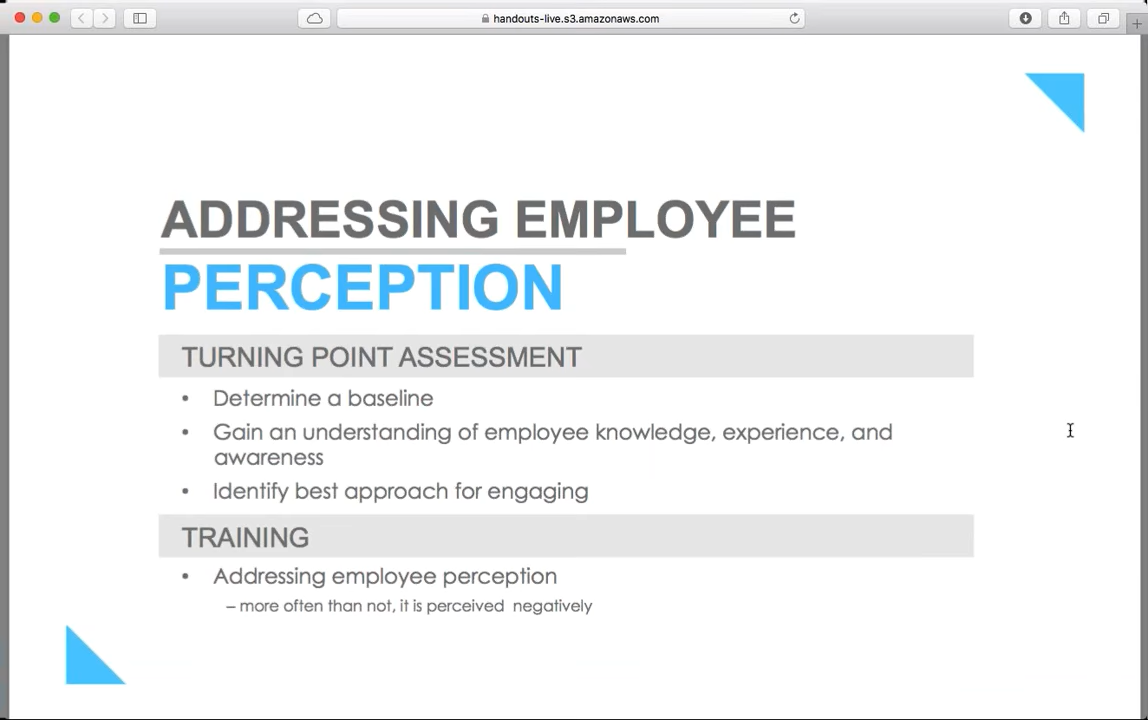 handouts-live.s3.amazonaws.com
ADDRESSING EMPLOYEE
PERCEPTION
TURNING POINT ASSESSMENT
• Determine a baseline
• Gain an understanding of employee knowledge, experience, and
awareness
• Identify best approach for engaging
TRAINING
• Addressing employee perception
– more often than not, it is perceived negatively